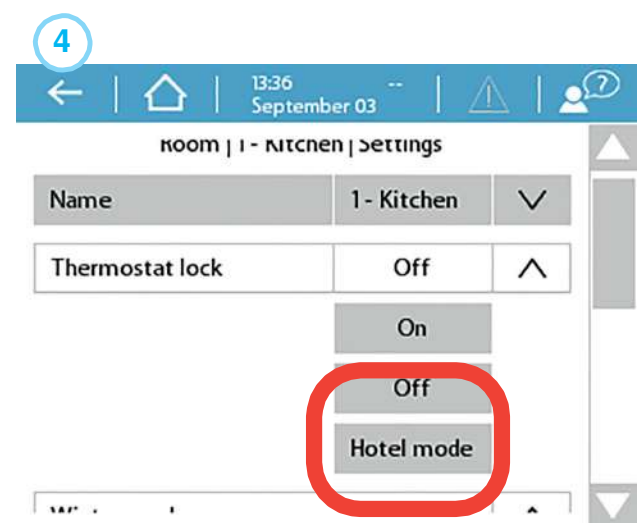 4
13:36
September 03 --
?
Room | 1 - Kitchen | Settings
Name 1 - Kitchen
Thermostat lock Off
On
Off
Hotel mode